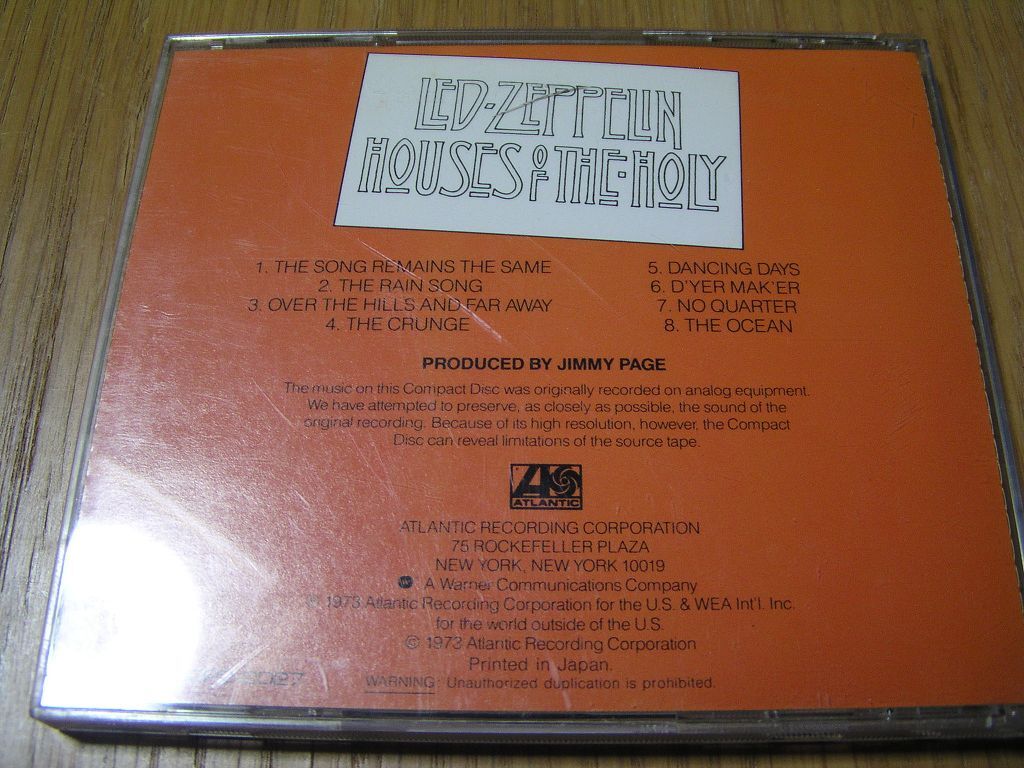 LED·ZEPPELIN
HOUSES OF THE·HOLY
1. THE SONG REMAINS THE SAME
2. THE RAIN SONG
3. OVER THE HILLS AND FAR AWAY
4. THE CRUNGE
5. DANCING DAYS
6. D'YER MAK'ER
7. NO QUARTER
8. THE OCEAN
PRODUCED BY JIMMY PAGE
The music on this Compact Disc was originally recorded on analog equipment.
We have attempted to preserve, as closely as possible, the sound of the
original recording. Because of its high resolution, however, the Compact
Disc can reveal limitations of the source tape.
ATLANTIC
ATLANTIC RECORDING CORPORATION
75 ROCKEFELLER PLAZA
NEW YORK, NEW YORK 10019
A Warner Communications Company
℗ 1973 Atlantic Recording Corporation for the U.S. & WEA Int'l. Inc.
for the world outside of the U.S.
© 1973 Atlantic Recording Corporation
Printed in Japan.
WARNING: Unauthorized duplication is prohibited.